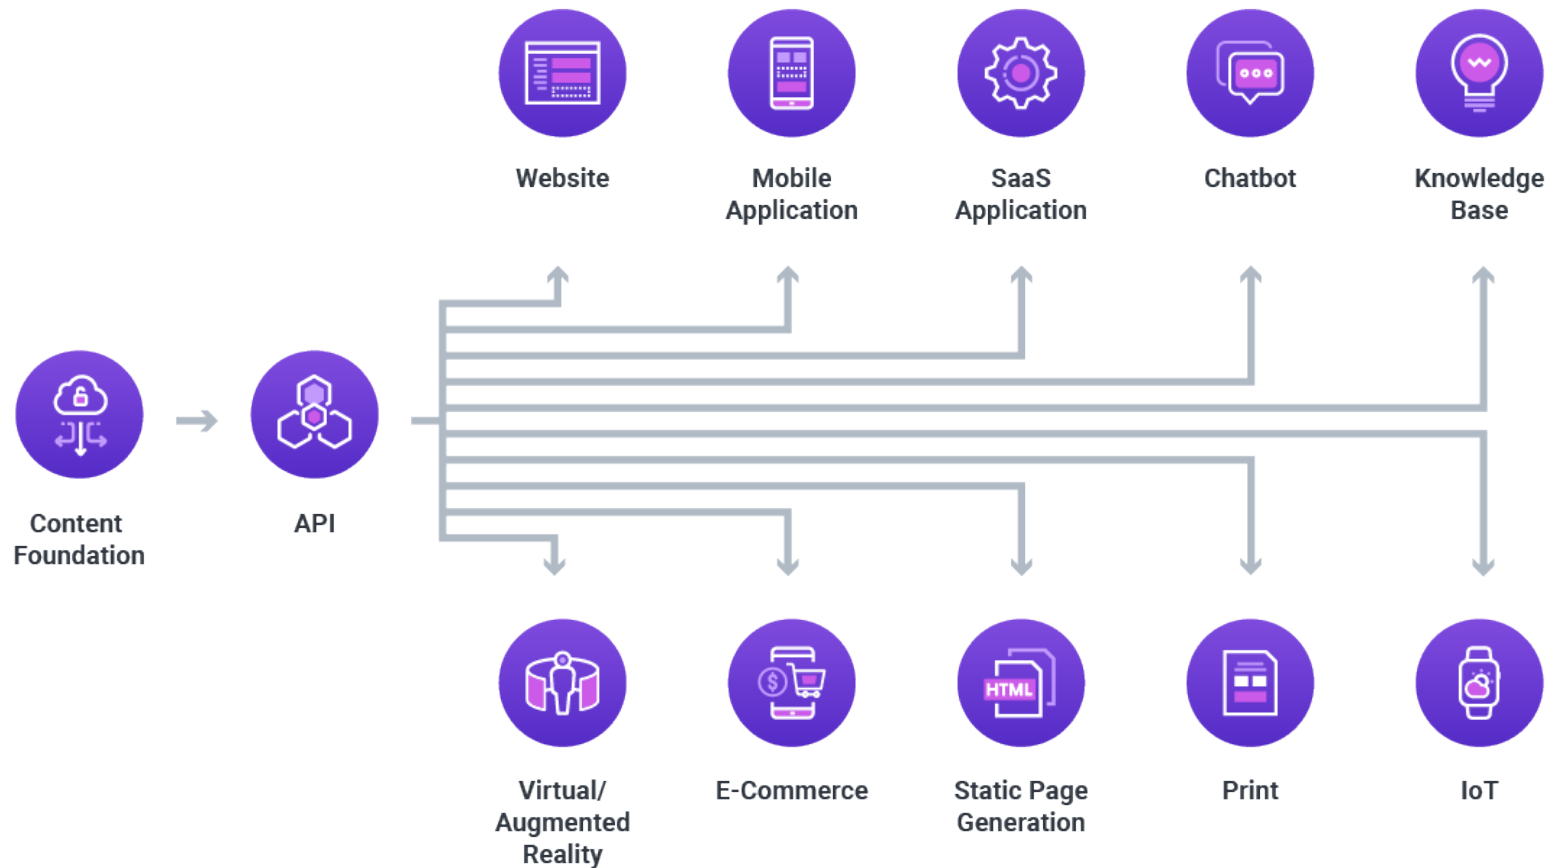 Website
Mobile
Application
SaaS
Application
Chatbot
Knowledge
Base
Content
Foundation
API
Virtual/
Augmented
Reality
E-Commerce
HTML
Static Page
Generation
Print
IoT